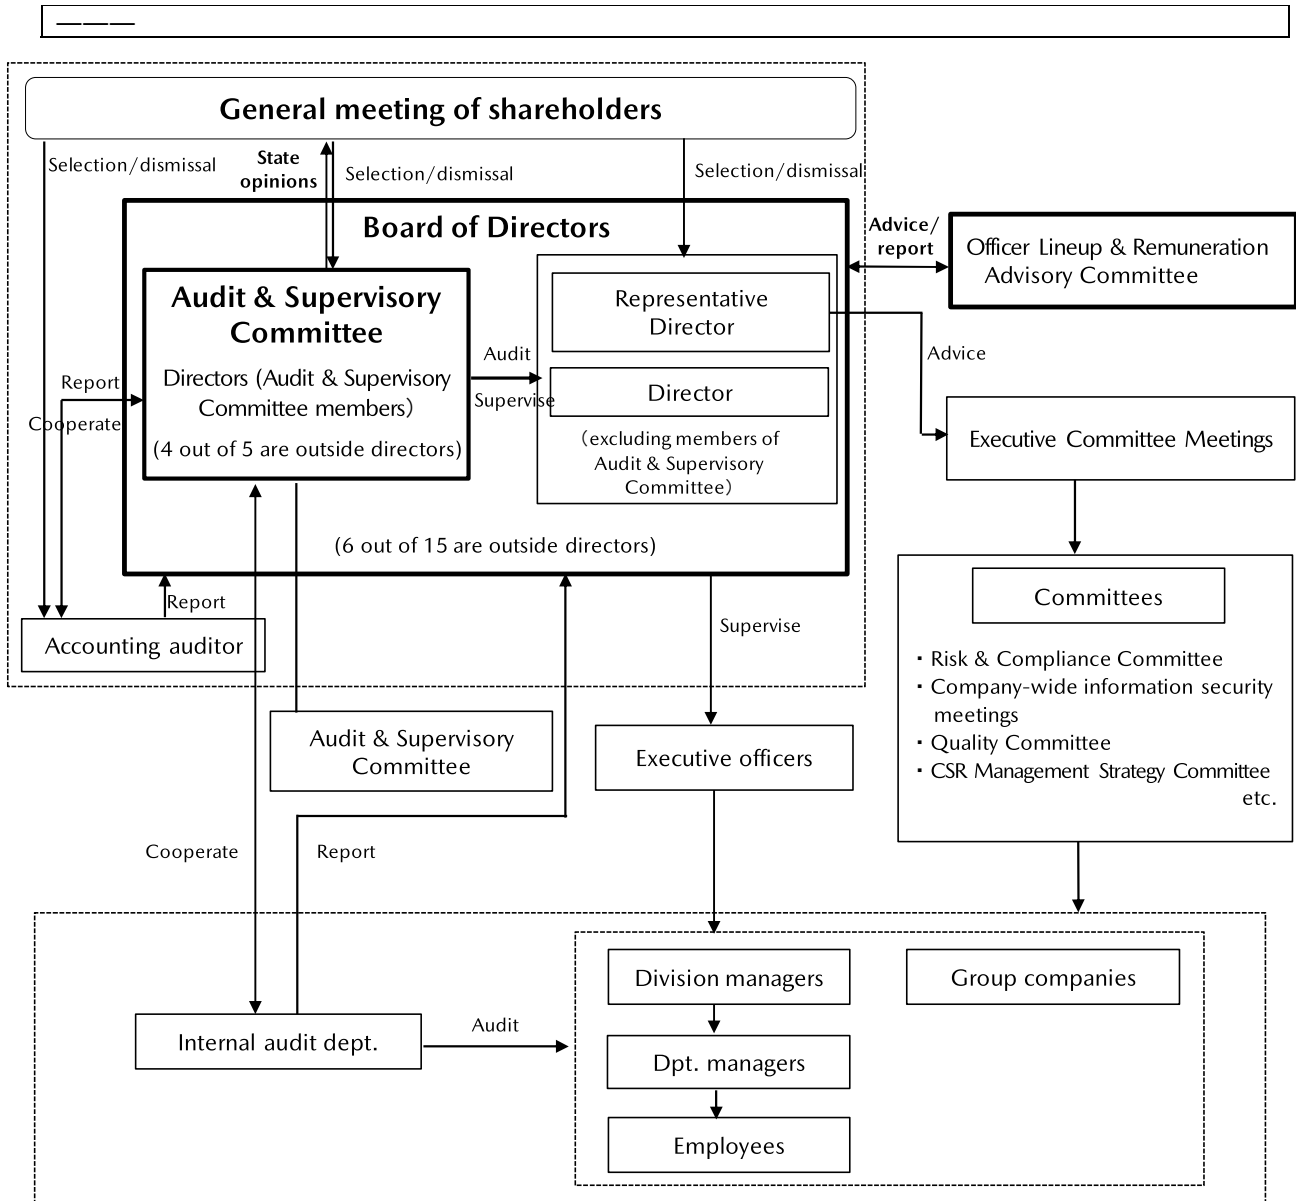 General meeting of shareholders
Selection/dismissal
State
opinions
Selection/dismissal
Selection/dismissal
Board of Directors
Advice/
report
Officer Lineup & Remuneration
Advisory Committee
Audit & Supervisory
Committee
Directors (Audit & Supervisory
Committee members)
(4 out of 5 are outside directors)
Audit
Supervise
Representative
Director
Director
(excluding members of
Audit & Supervisory
Committee)
(6 out of 15 are outside directors)
Advice
Executive Committee Meetings
Report
Cooperate
Report
Accounting auditor
Supervise
Committees
・Risk & Compliance Committee
・Company-wide information security
meetings
・Quality Committee
・CSR Management Strategy Committee
etc.
Audit & Supervisory
Committee
Executive officers
Cooperate
Report
Division managers
Group companies
Internal audit dept.
Audit
Dpt. managers
Employees